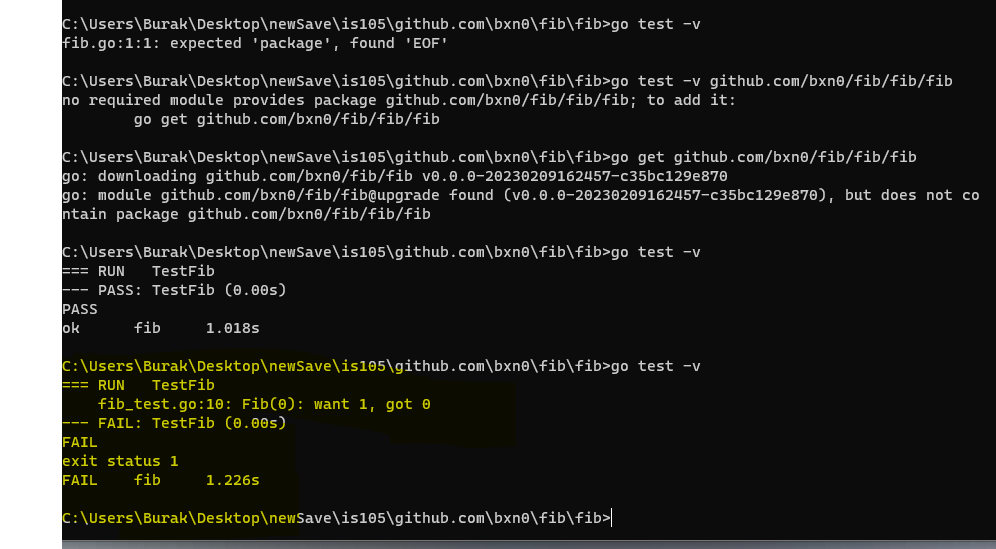 C:\Users\Burak\Desktop\newSave\is105\github.com\bxn0\fib\fib>go test -v
fib.go:1:1: expected 'package', found 'EOF'
C:\Users\Burak\Desktop\newSave\is105\github.com\bxn0\fib\fib>go test -v github.com/bxn0/fib/fib/fib
no required module provides package github.com/bxn0/fib/fib/fib; to add it:
        go get github.com/bxn0/fib/fib/fib
C:\Users\Burak\Desktop\newSave\is105\github.com\bxn0\fib\fib>go get github.com/bxn0/fib/fib/fib
go: downloading github.com/bxn0/fib/fib v0.0.0-20230209162457-c35bc129e870
go: module github.com/bxn0/fib/fib@upgrade found (v0.0.0-20230209162457-c35bc129e870), but does not co
ntain package github.com/bxn0/fib/fib/fib
C:\Users\Burak\Desktop\newSave\is105\github.com\bxn0\fib\fib>go test -v
=== RUN   TestFib
--- PASS: TestFib (0.00s)
PASS
ok      fib     1.018s
C:\Users\Burak\Desktop\newSave\is105\github.com\bxn0\fib\fib>go test -v
=== RUN   TestFib
    fib_test.go:10: Fib(0): want 1, got 0
--- FAIL: TestFib (0.00s)
FAIL
exit status 1
FAIL    fib     1.226s
C:\Users\Burak\Desktop\newSave\is105\github.com\bxn0\fib\fib>